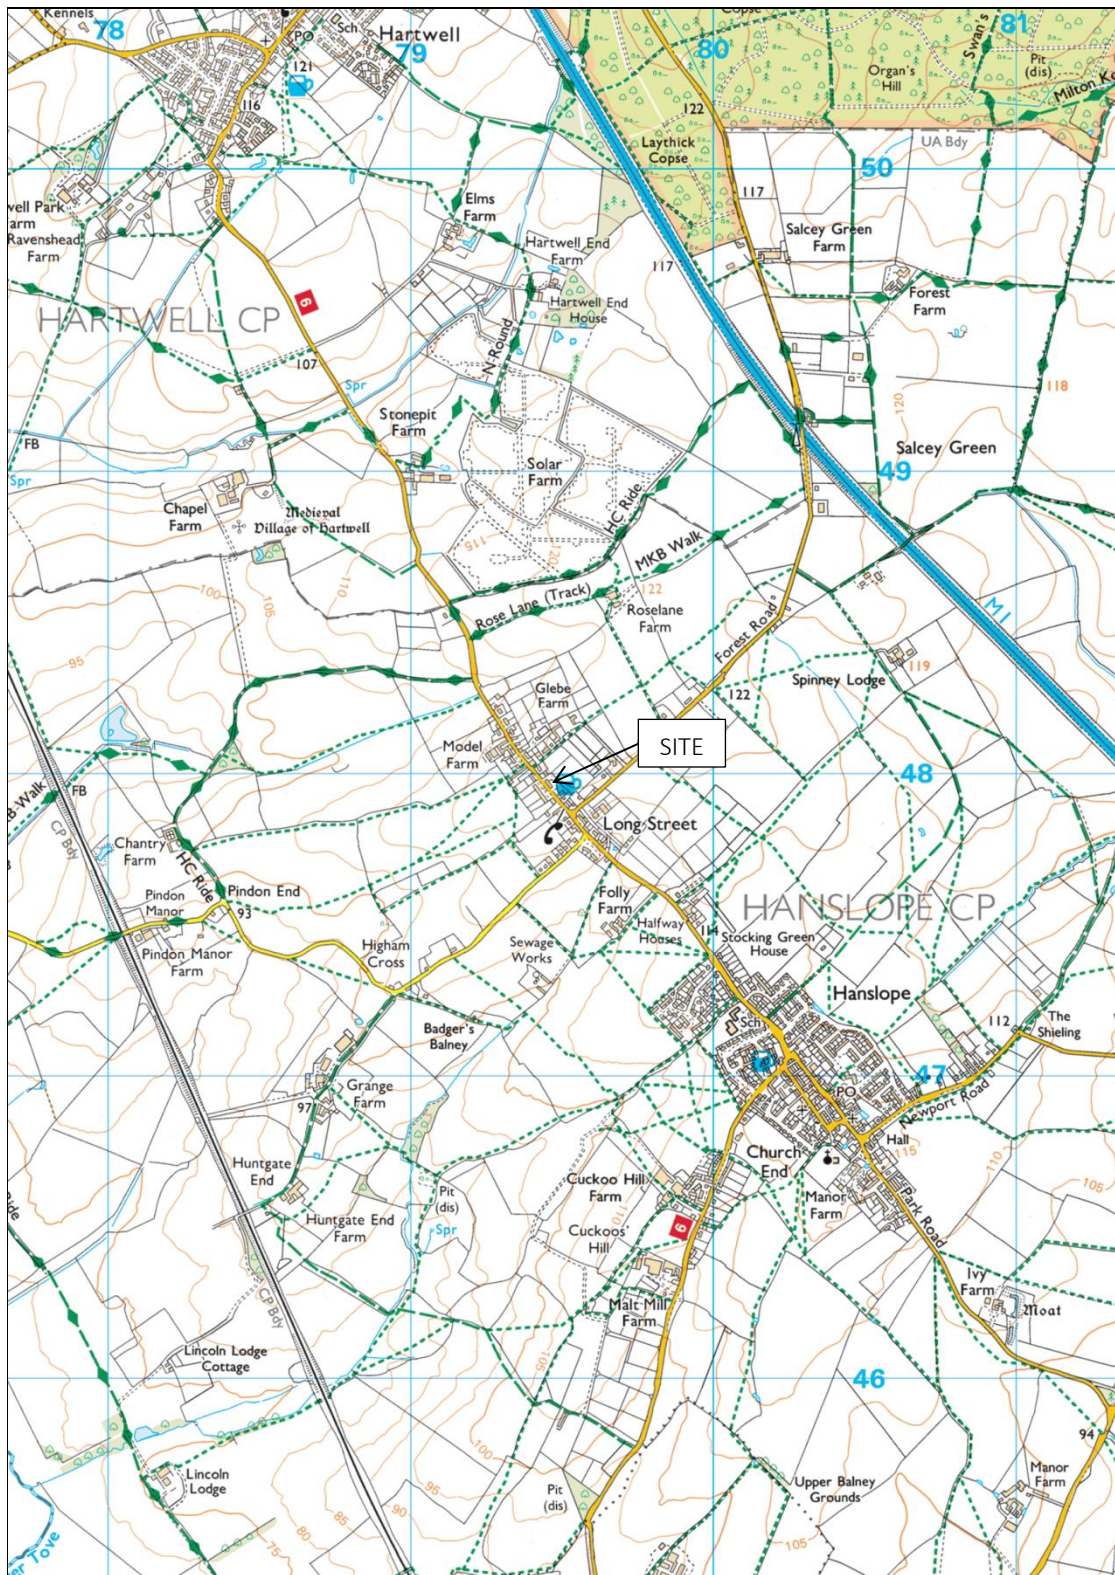 Kennels
78
PO
Sch
Hartwell
79
80
Copse
Swan's
81
Pit
(dis)
Organ's
Hill
121
116
122
Laythick
Copse
UA Bdy
50
117
well Park
arm
Ravenshead
Farm
Elms
Farm
Hartwell End
Farm
Salcey Green
Farm
117
Forest
Farm
Hartwell End
House
HARTWELL CP
6
N-Round
107
Spr
118
120
Stonepit
Farm
FB
Spr
Solar
Farm
Salcey Green
49
Chapel
Farm
Medieval
Village of Hartwell
HC Ride
115
120
MKB Walk
110
100
105
Rose Lane (Track)
122
Roselane
Farm
M1
Forest Road
95
119
Spinney Lodge
122
Glebe
Farm
Model
Farm
SITE
48
B-Walk
FB
CP Bdy
Long Street
Chantry
Farm
HC Ride
Pindon End
Pindon
Manor
93
Folly
Farm
Halfway
Houses
HANSLOPE CP
114
Stocking Green
House
Pindon Manor
Farm
Higham
Cross
Sewage
Works
Hanslope
Sch
112
The
Shieling
Badger's
Balney
47
PO
Newport Road
Grange
Farm
97
Hall
115
Church
End
110
Huntgate
End
Cuckoo Hill
Farm
Manor
Farm
105
Park Road
Pit
(dis)
110
Huntgate End
Farm
Spr
Cuckoos'
Hill
6
Ride
Ivy
Farm
Moat
Malt Mill
Farm
CP Bdy
Lincoln Lodge
Cottage
105
46
94
100
Lincoln
Lodge
95
90
85
80
75
Pit
(dis)
Upper Balney
Grounds
Manor
Farm
105
er Tove